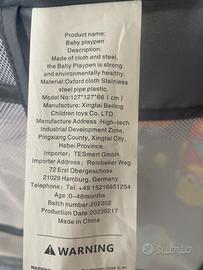 Product name:
Baby playpen
Made of cloth and steel,
the Baby Playpen is strong
and environmentally healthy.
Material:Oxford cloth Stainless
steel pipe plastic.
Model No:127*127*66 ( cm )
Manufacture: Xingtai Beiling
Children toys Co. LTD.
Manufacture Address :High-tech
Industrial Development Zone,
Pingxiang County, Xingtai City,
Hebei Province.
Importer : TESmert GmbH.
Importer Address : Reinbeker Weg
72 Erst Obergeschoss
21029 Hamburg, Germany
Telephone: Tel. +49 15216651254
Age :0-48months
Batch number.202302
Production Date:20230217
Made in China
WARNING
subito